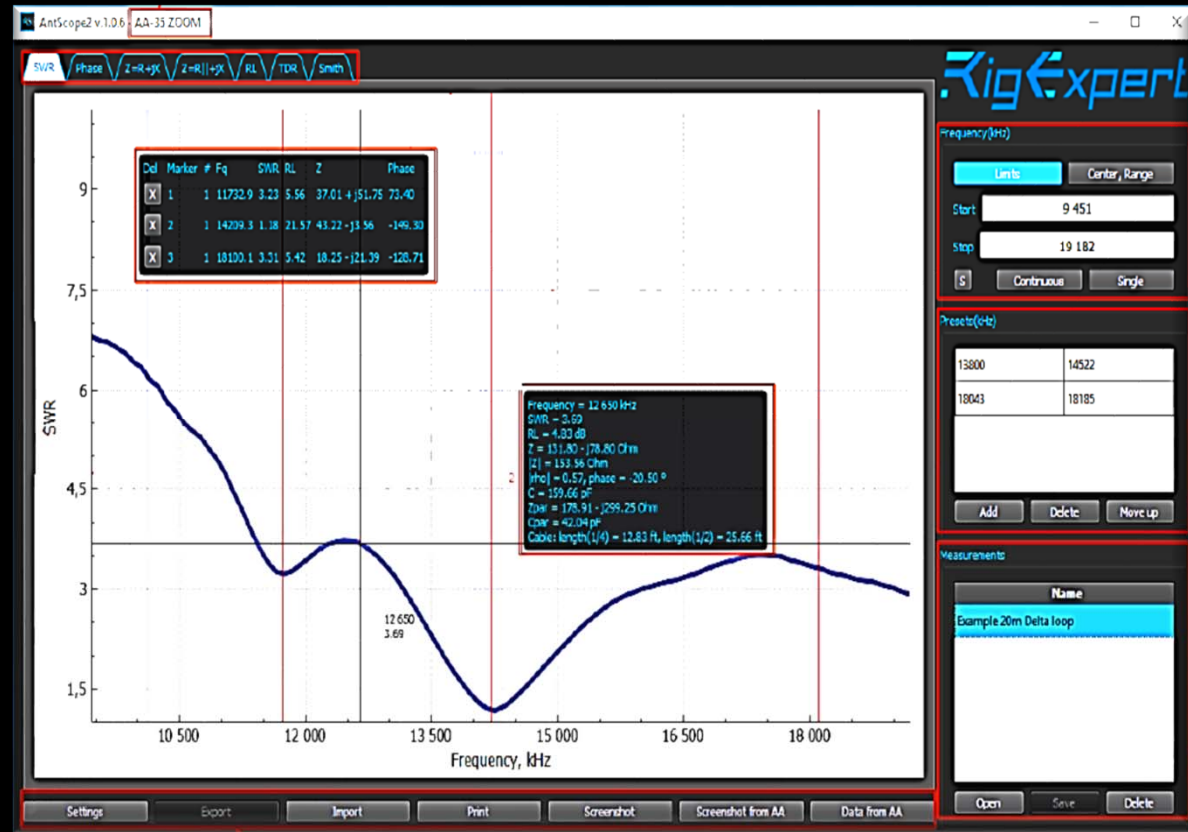 AntScope2 v.1.0.6 - AA-35 ZOOM
SWR Phase Z=R+jX Z=R||+jX RL TDR Smith
RigExpert
Del Marker # Fq SWR RL Z Phase
X 1 1 11732.9 3.23 5.56 37.01 + j51.75 73.40
X 2 1 14209.3 1.18 21.57 43.22 - j3.56 -149.30
X 3 1 18100.1 3.31 5.42 18.25 - j21.39 -128.71
9
7,5
6
4,5
3
1,5
SWR
Frequency = 12 650 kHz
SWR = 3.69
RL = 4.83 dB
Z = 131.80 - j78.80 Ohm
|Z| = 153.56 Ohm
|rho| = 0.57, phase = -20.50 º
C = 159.66 pF
Zpar = 178.91 - j299.25 Ohm
Cpar = 42.04 pF
Cable: length(1/4) = 12.83 ft, length(1/2) = 25.66 ft
2
12 650
3.69
10 500 12 000 13 500 15 000 16 500 18 000
Frequency, kHz
Frequency(kHz)
Limits Center, Range
Start 9 451
Stop 19 182
S Continuous Single
Presets(kHz)
13800 14522
18043 18185
Add Delete Move up
Measurements
Name
Example 20m Delta loop
Open Save Delete
Settings Export Import Print Screenshot Screenshot from AA Data from AA